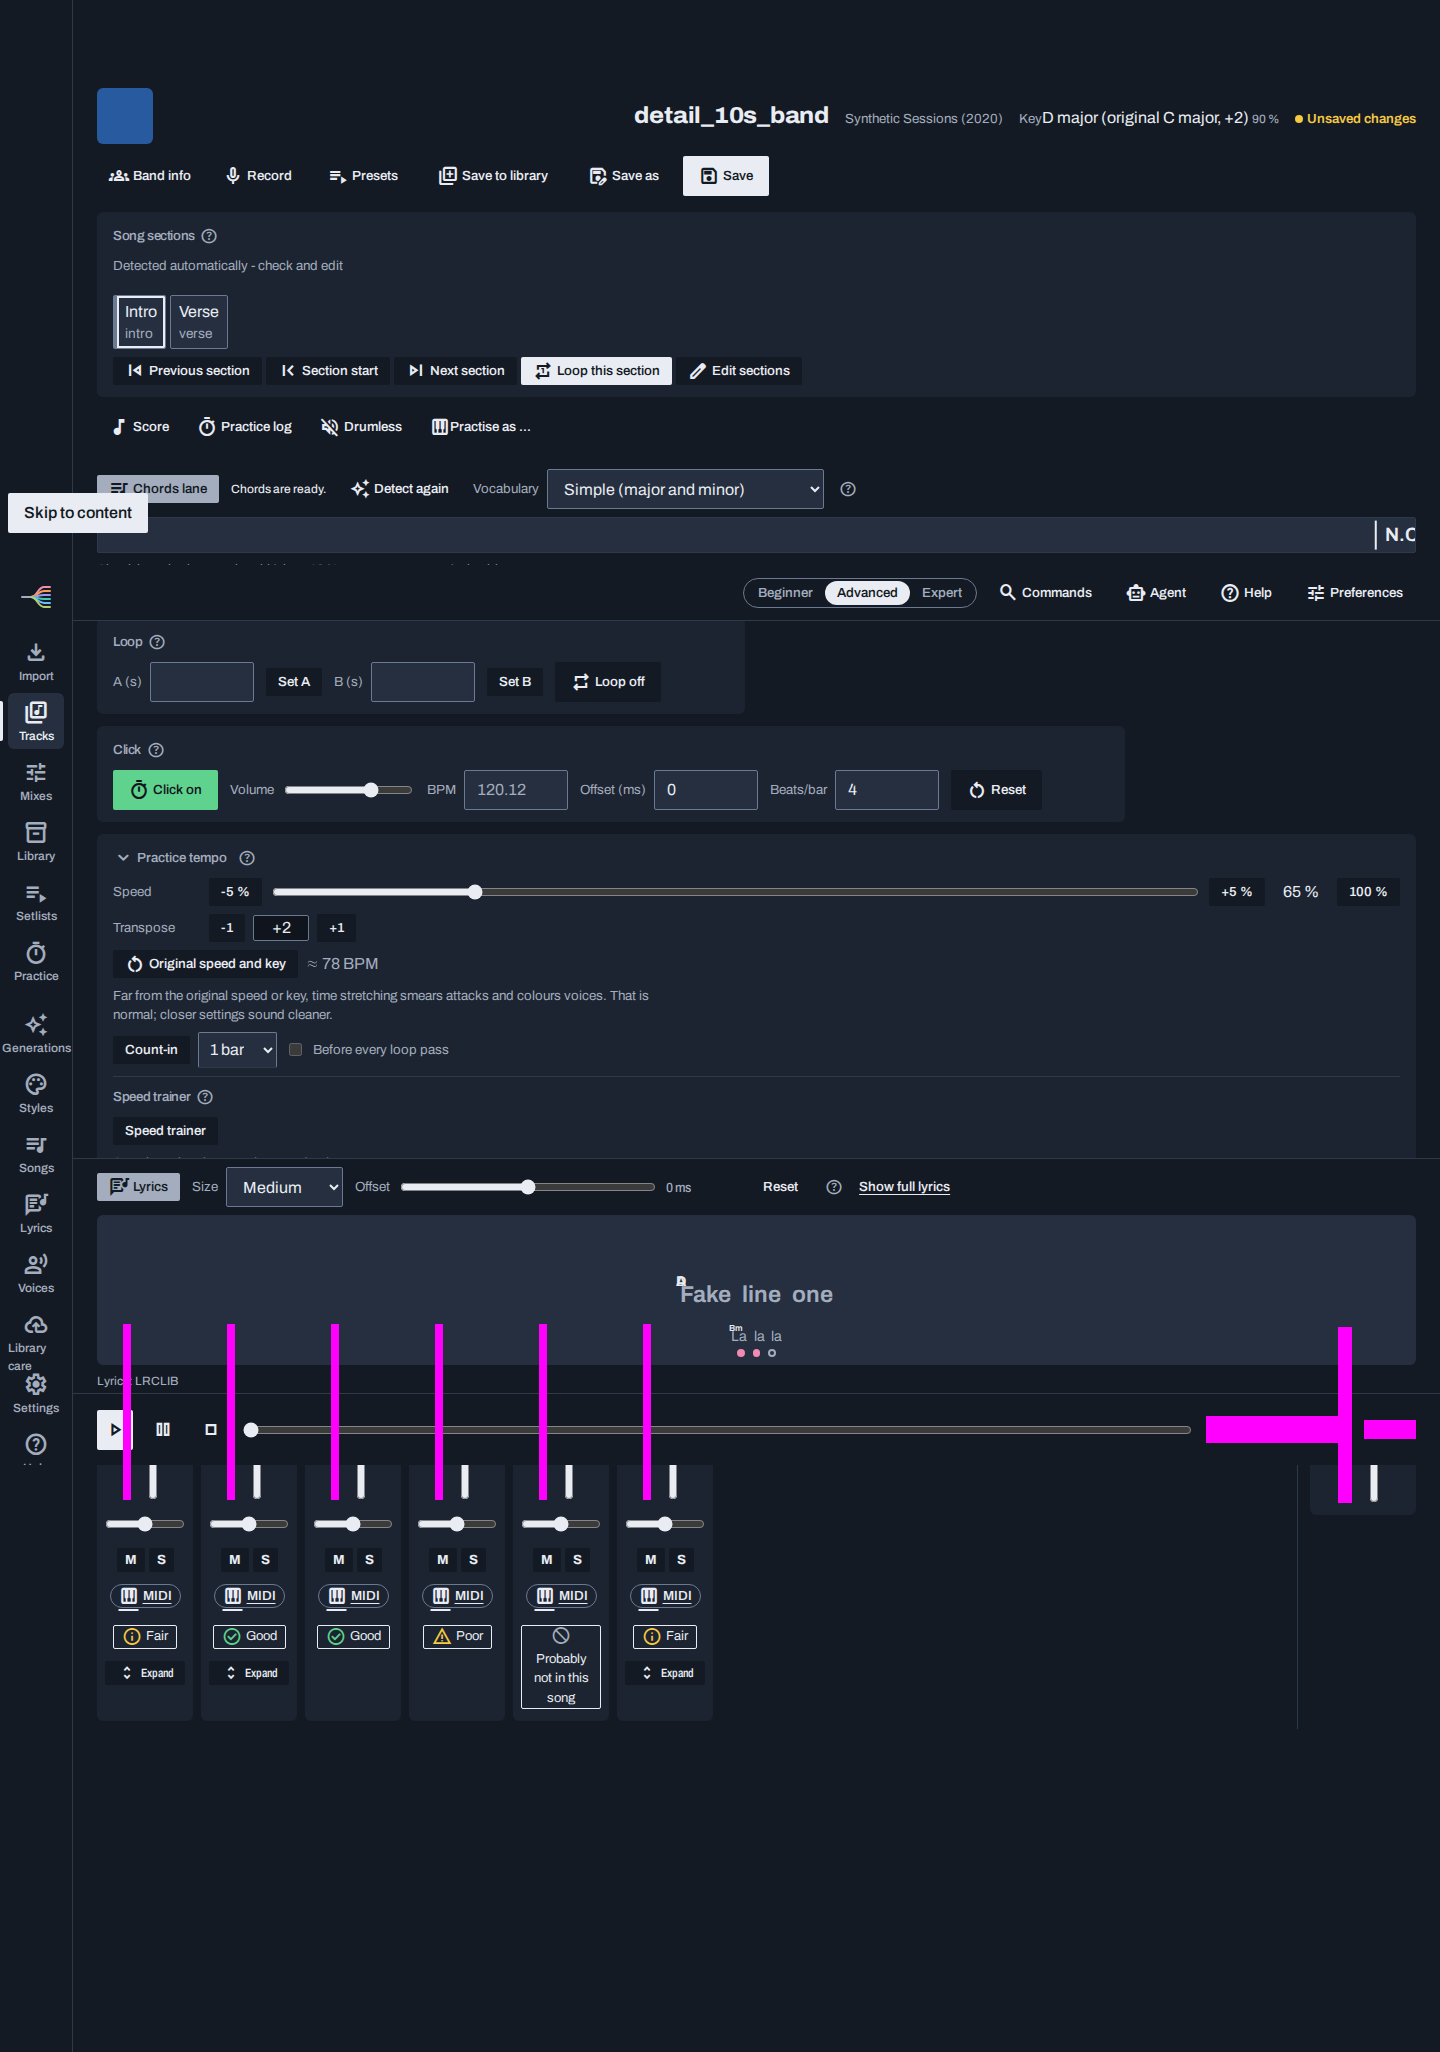 detail_10s_band Synthetic Sessions (2020) Key D major (original C major, +2) 90 % Unsaved changes
Band info Record Presets Save to library Save as Save
Song sections
Detected automatically - check and edit
Intro Verse
intro verse
Previous section Section start Next section Loop this section Edit sections
Score Practice log Drumless Practise as ...
Chords lane Chords are ready. Detect again Vocabulary Simple (major and minor)
Skip to content
Beginner Advanced Expert Commands Agent Help Preferences
Import
Tracks
Mixes
Library
Setlists
Practice
Generations
Styles
Songs
Lyrics
Voices
Library
care
Settings
Loop
A (s) Set A B (s) Set B Loop off
Click
Click on Volume BPM 120.12 Offset (ms) 0 Beats/bar 4 Reset
Practice tempo
Speed -5 % +5 % 65 % 100 %
Transpose -1 +2 +1
Original speed and key ≈ 78 BPM
Far from the original speed or key, time stretching smears attacks and colours voices. That is
normal; closer settings sound cleaner.
Count-in 1 bar Before every loop pass
Speed trainer
Speed trainer
Lyrics Size Medium Offset 0 ms Reset Show full lyrics
Fake line one
Bm
La la la
LRCLIB
M S M S M S M S M S M S
MIDI MIDI MIDI MIDI MIDI MIDI
Fair Good Good Poor Probably not in this song Fair
Expand Expand Expand